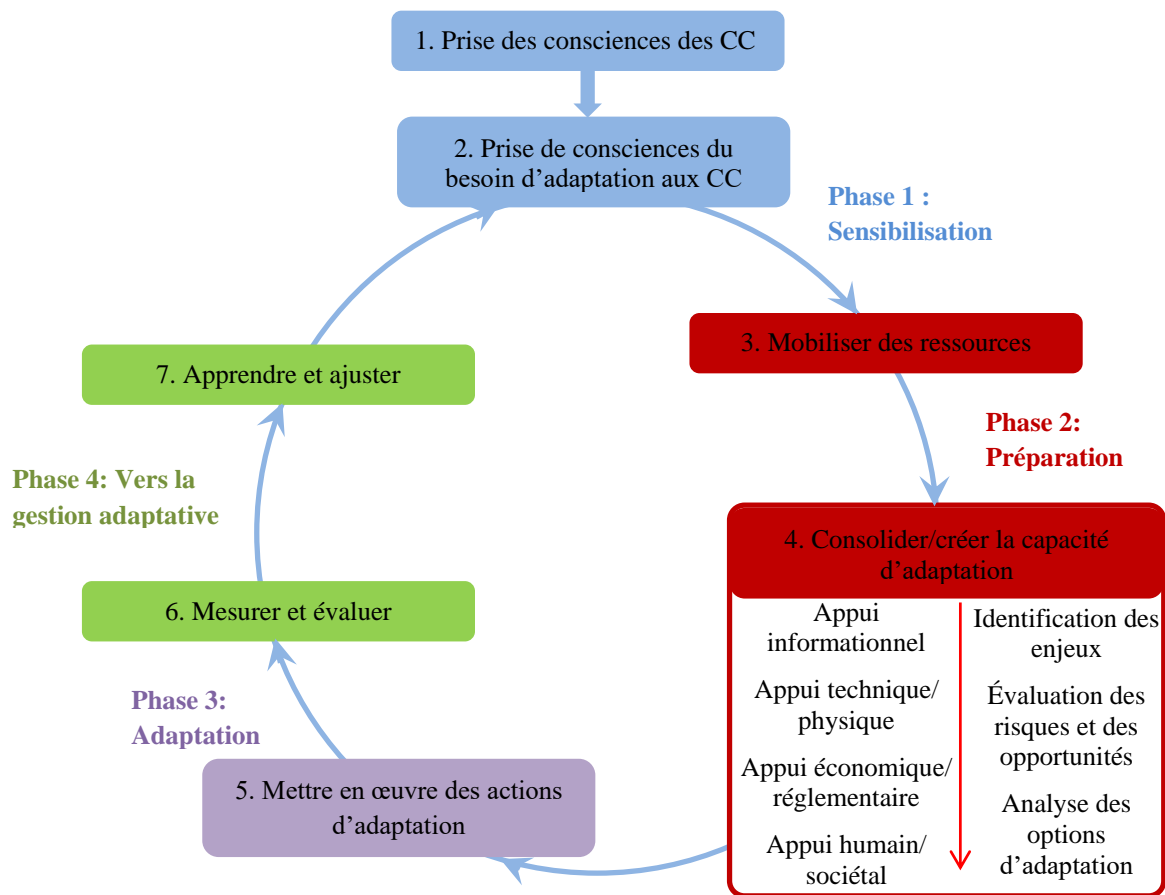 1. Prise des consciences des CC
2. Prise de consciences du
besoin d’adaptation aux CC
Phase 1 :
Sensibilisation
3. Mobiliser des ressources
Phase 2:
Préparation
4. Consolider/créer la capacité
d’adaptation
Appui
informationnel
Appui technique/
physique
Appui économique/
réglementaire
Appui humain/
sociétal
Identification des
enjeux
Évaluation des
risques et des
opportunités
Analyse des
options
d’adaptation
5. Mettre en œuvre des actions
d’adaptation
Phase 3:
Adaptation
6. Mesurer et évaluer
Phase 4: Vers la
gestion adaptative
7. Apprendre et ajuster